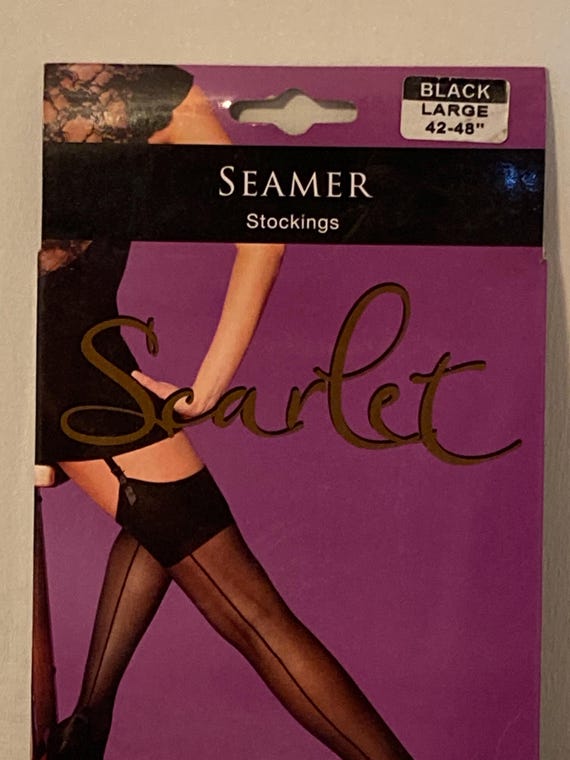 BLACK
LARGE
42-48"
SEAMER
Stockings
Scarlet